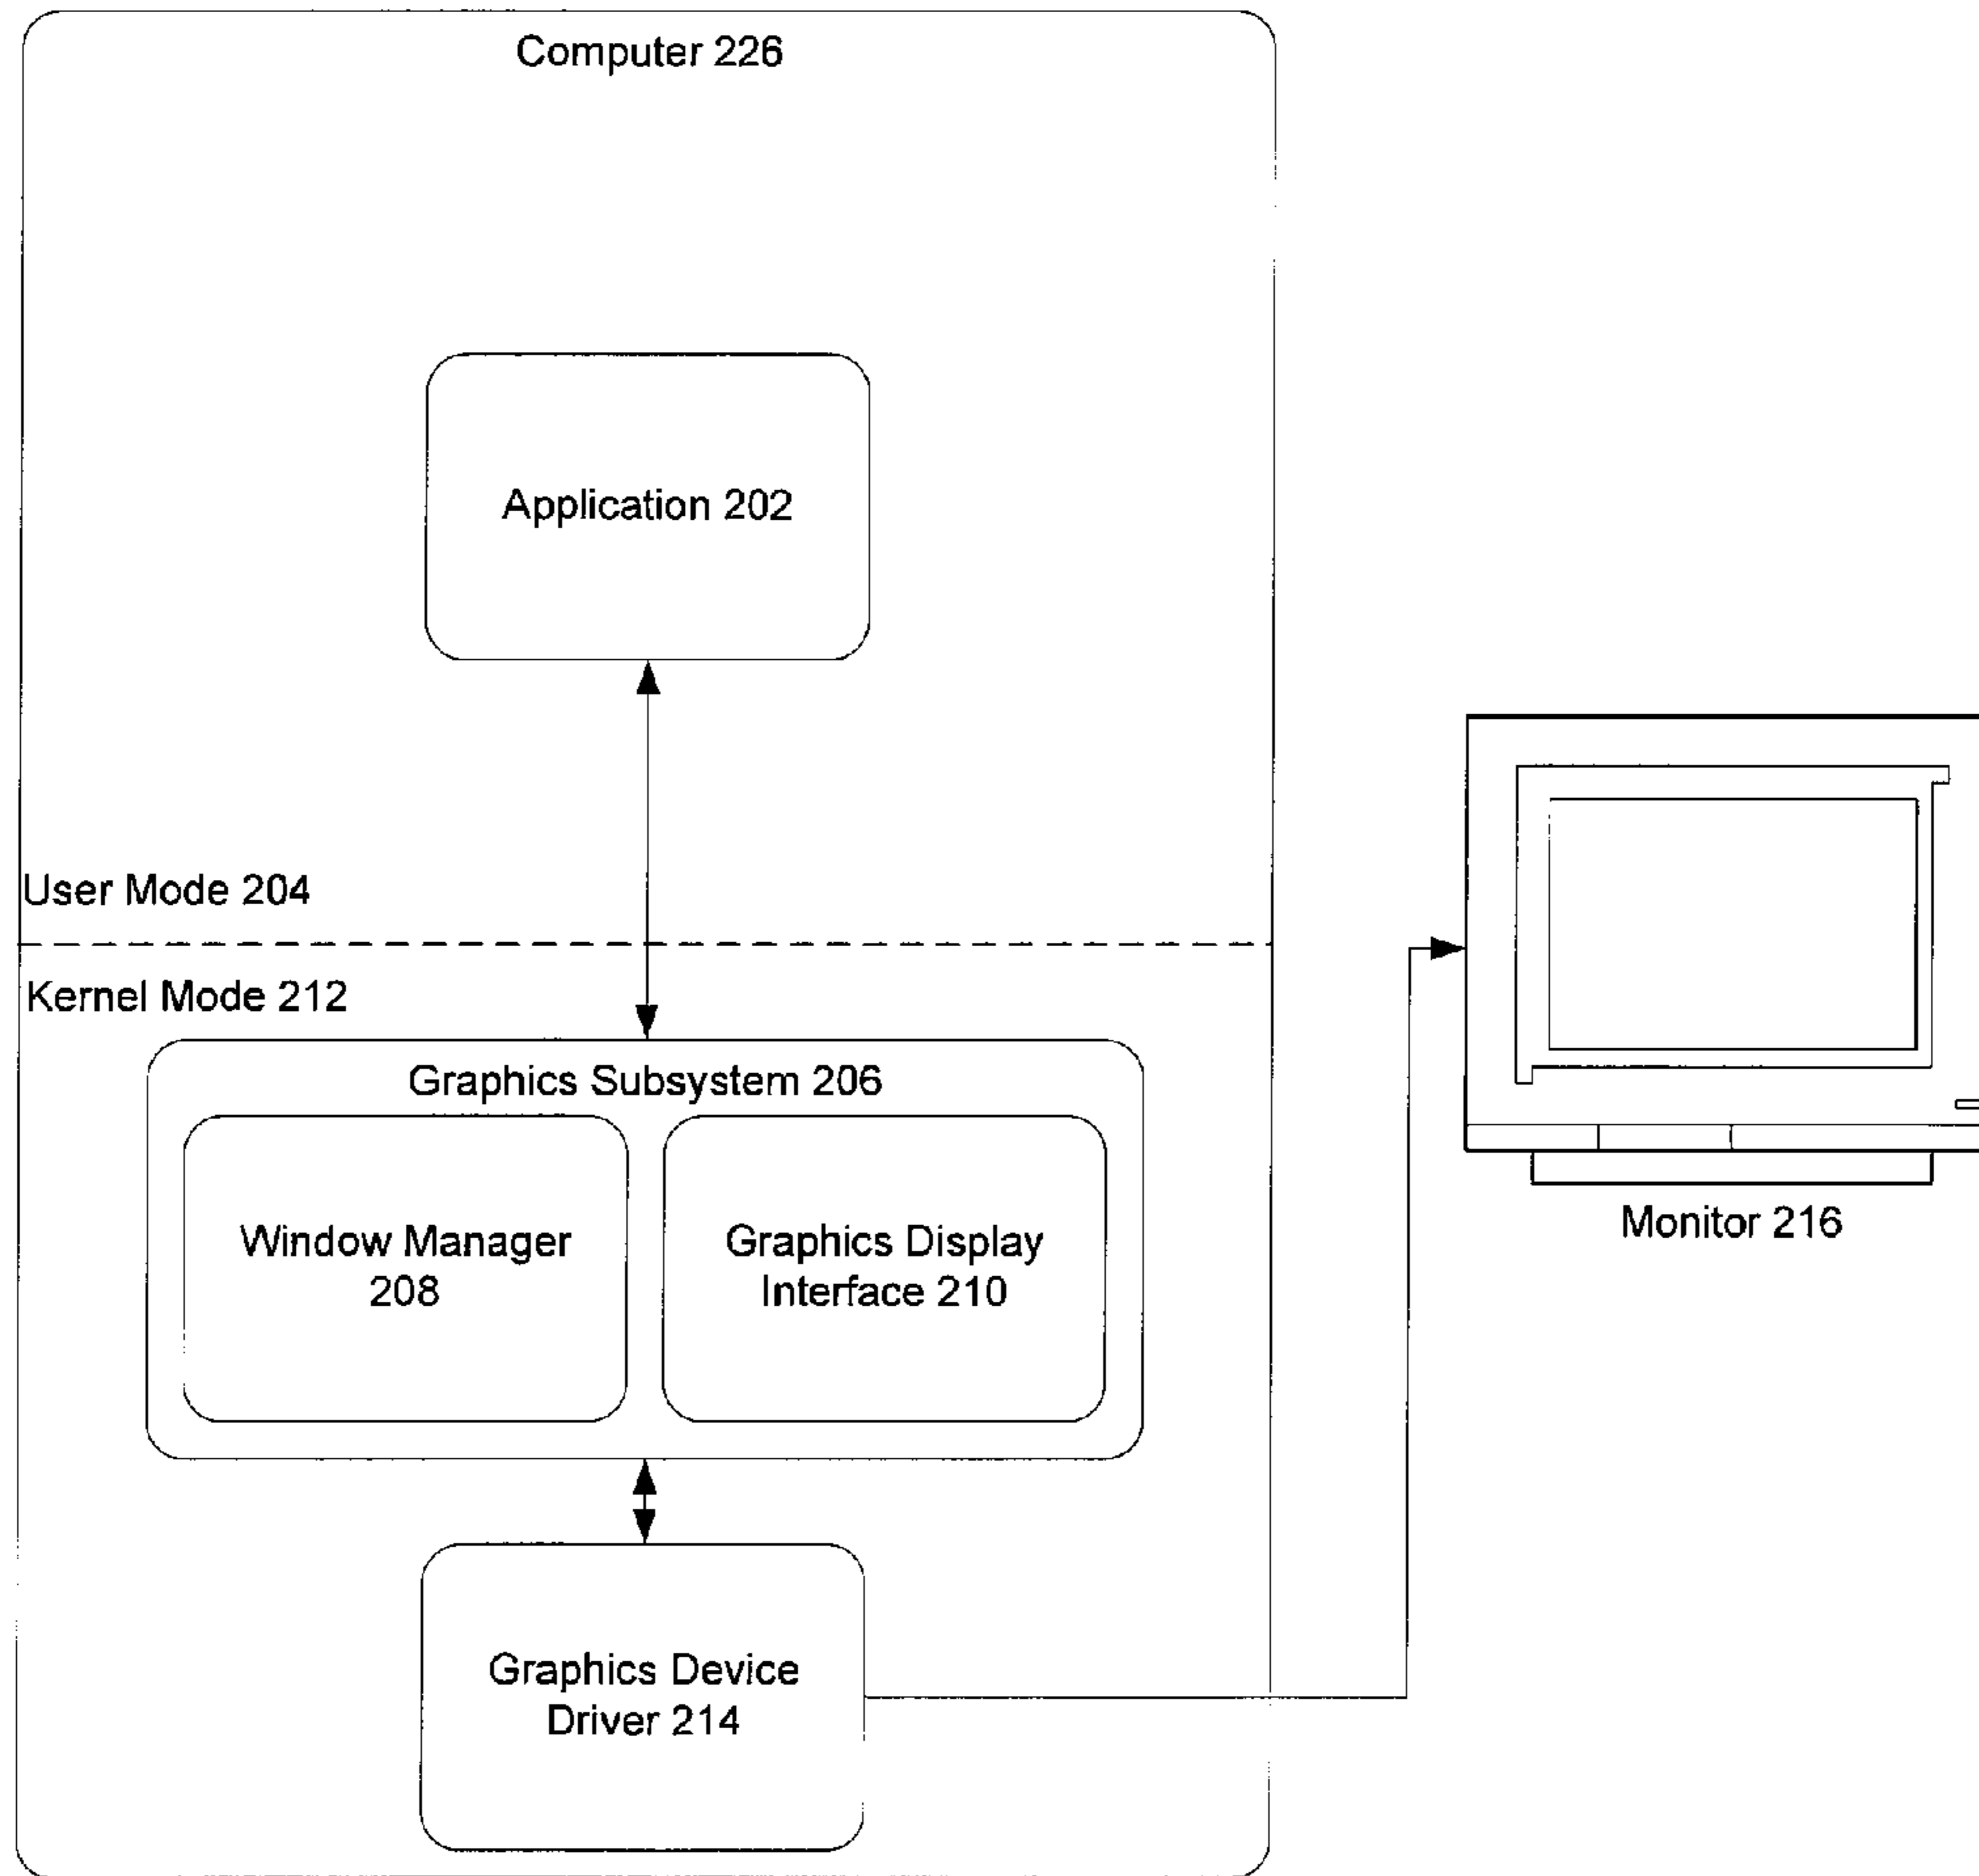 Computer 226
Application 202
User Mode 204
Kernel Mode 212
Graphics Subsystem 206
Window Manager
208
Graphics Display
Interface 210
Monitor 216
Graphics Device
Driver 214